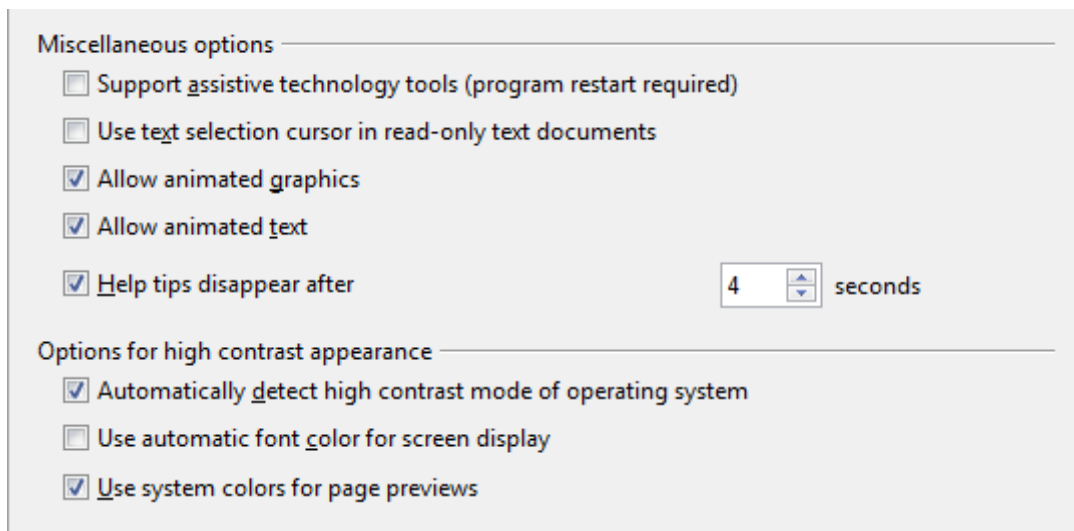 Miscellaneous options
Support assistive technology tools (program restart required)
Use text selection cursor in read-only text documents
Allow animated graphics
Allow animated text
Help tips disappear after 4 seconds
Options for high contrast appearance
Automatically detect high contrast mode of operating system
Use automatic font color for screen display
Use system colors for page previews